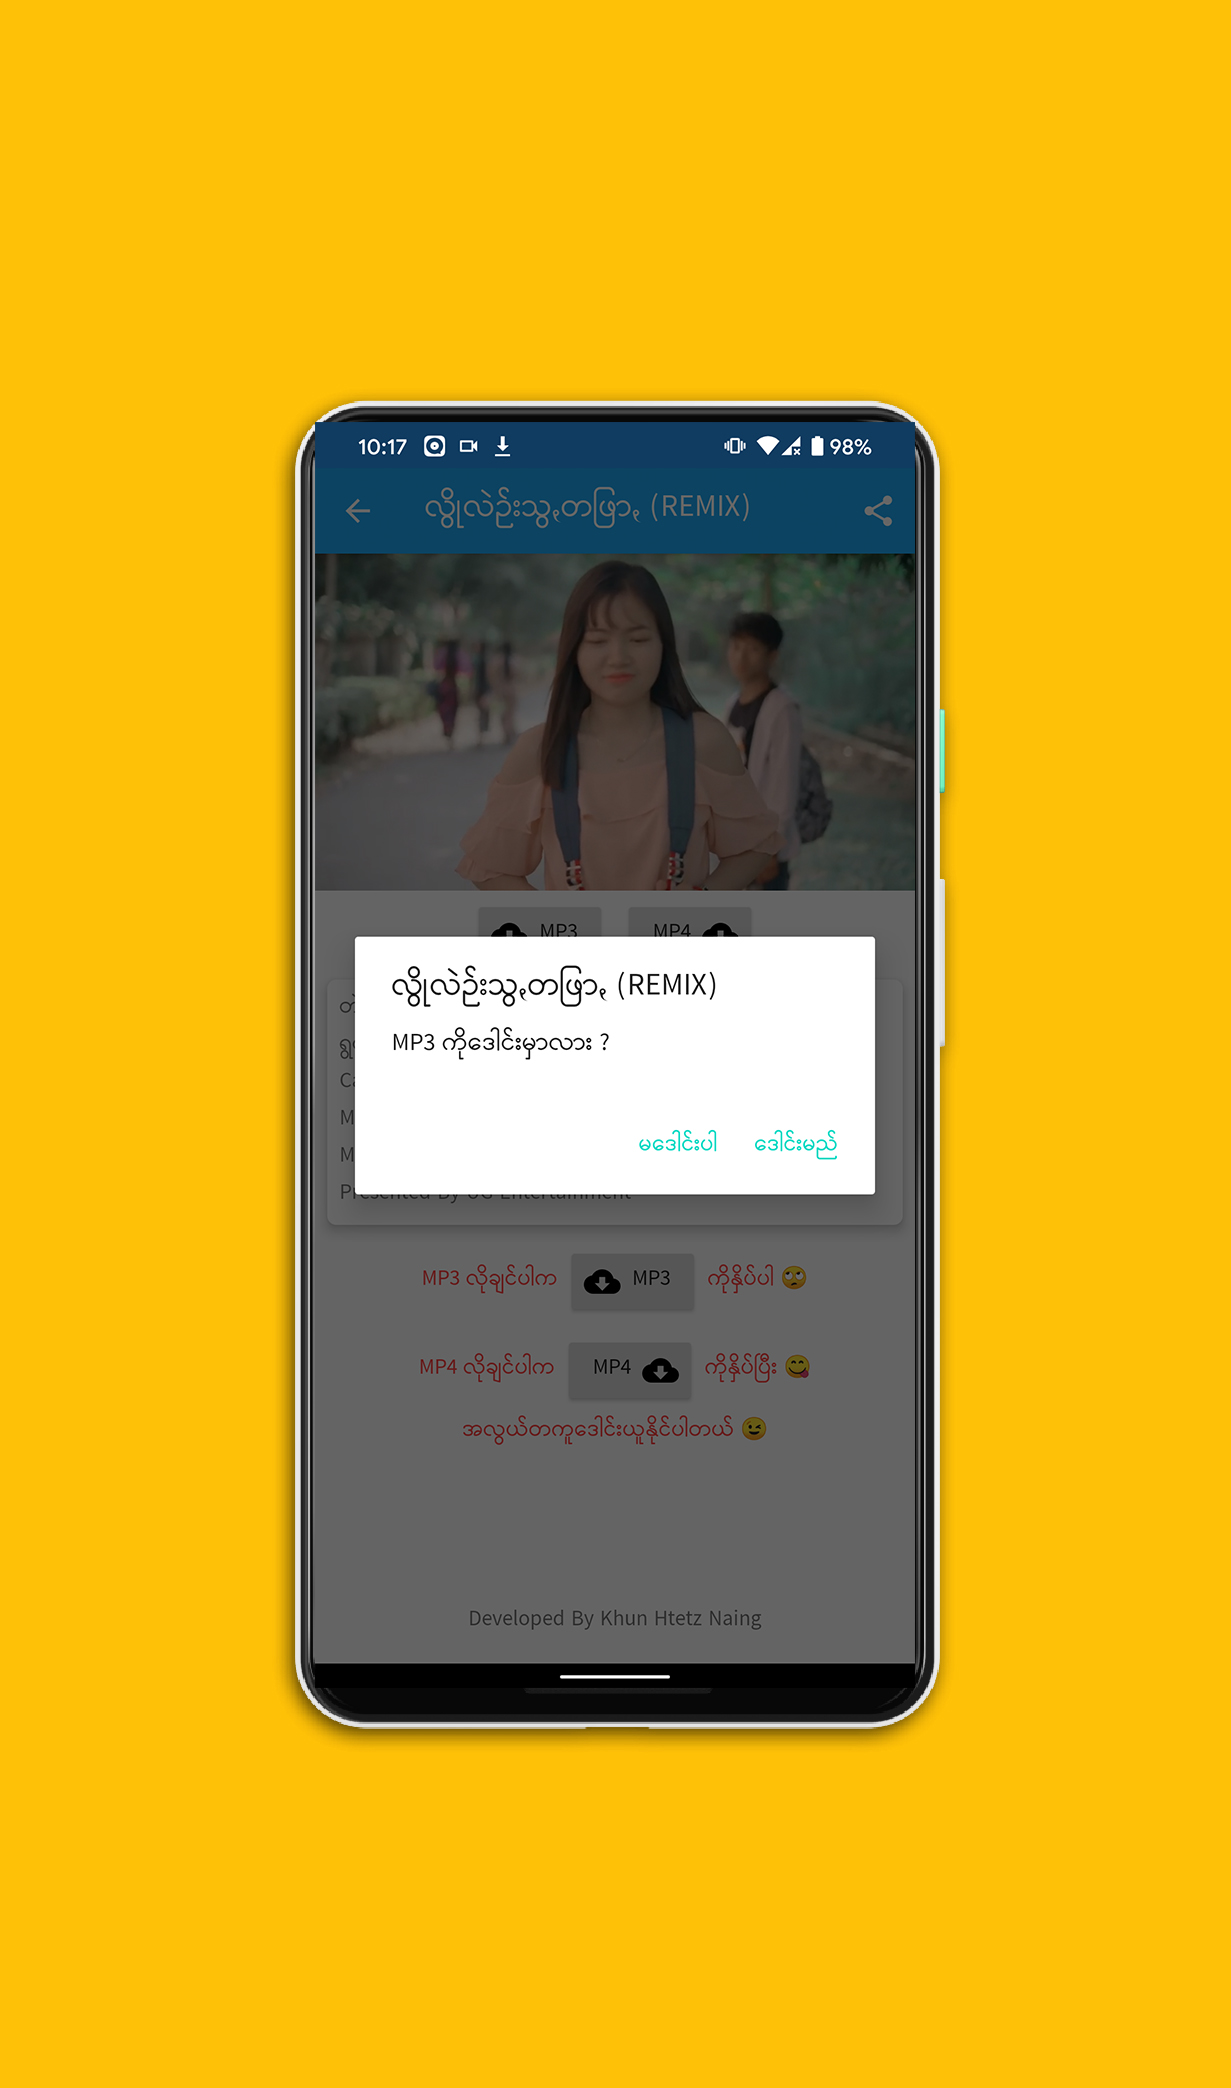 10:17 98%
လွိုလဲဉ်ႏသွꩻတဖြာꩻ (REMIX)
MP3 MP4
လွိုလဲဉ်ႏသွꩻတဖြာꩻ (REMIX)
MP3 ကိုဒေါင်းမှာလား ?
မဒေါင်းပါ ဒေါင်းမည်
Presented By UG Entertainment
MP3 လိုချင်ပါက MP3 ကိုနှိပ်ပါ 🙄
MP4 လိုချင်ပါက MP4 ကိုနှိပ်ပြီး 😋
အလွယ်တကူဒေါင်းယူနိုင်ပါတယ် 😉
Developed By Khun Htetz Naing